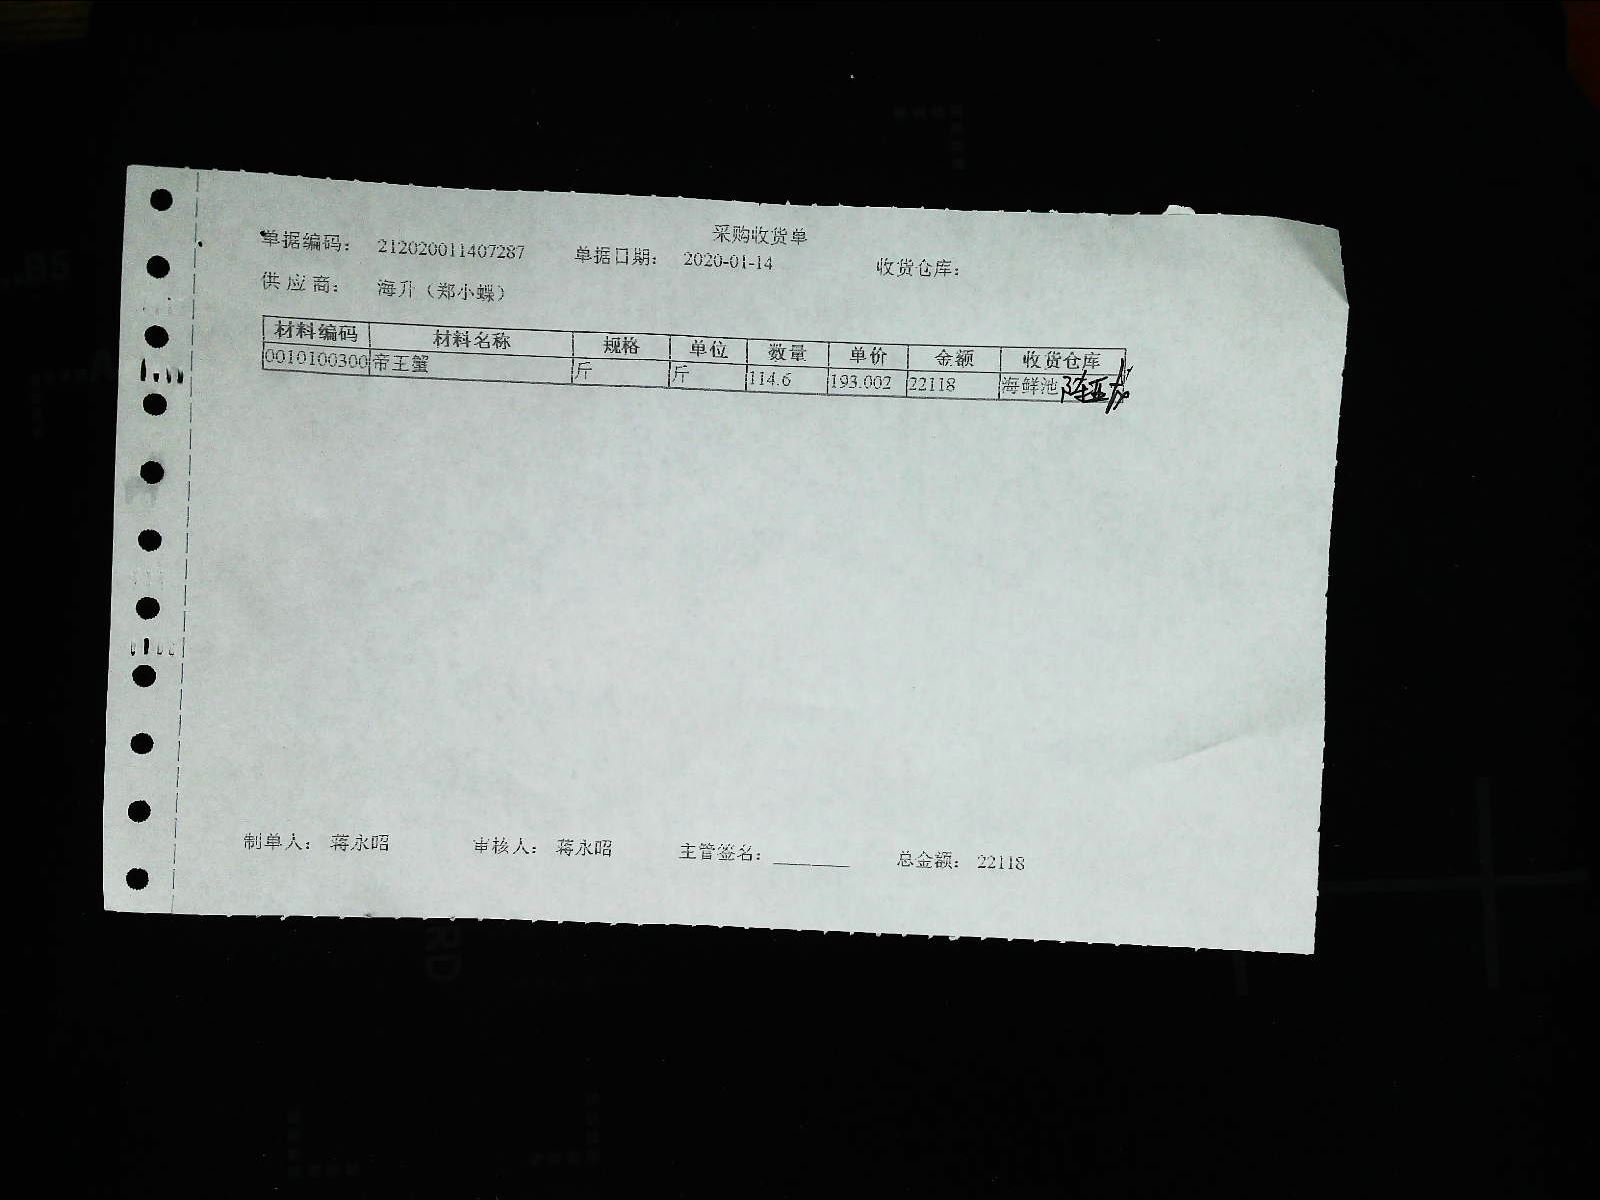 采购收货单
单据编码： 212020011407287 单据日期： 2020-01-14 收货仓库：
供应商： 海升（郑小蝶）
材料编码 材料名称 规格 单位 数量 单价 金额 收货仓库
0010100300 帝王蟹 斤 斤 114.6 193.002 22118 海鲜池
制单人： 蒋永昭 审核人： 蒋永昭 主管签名：________ 总金额： 22118